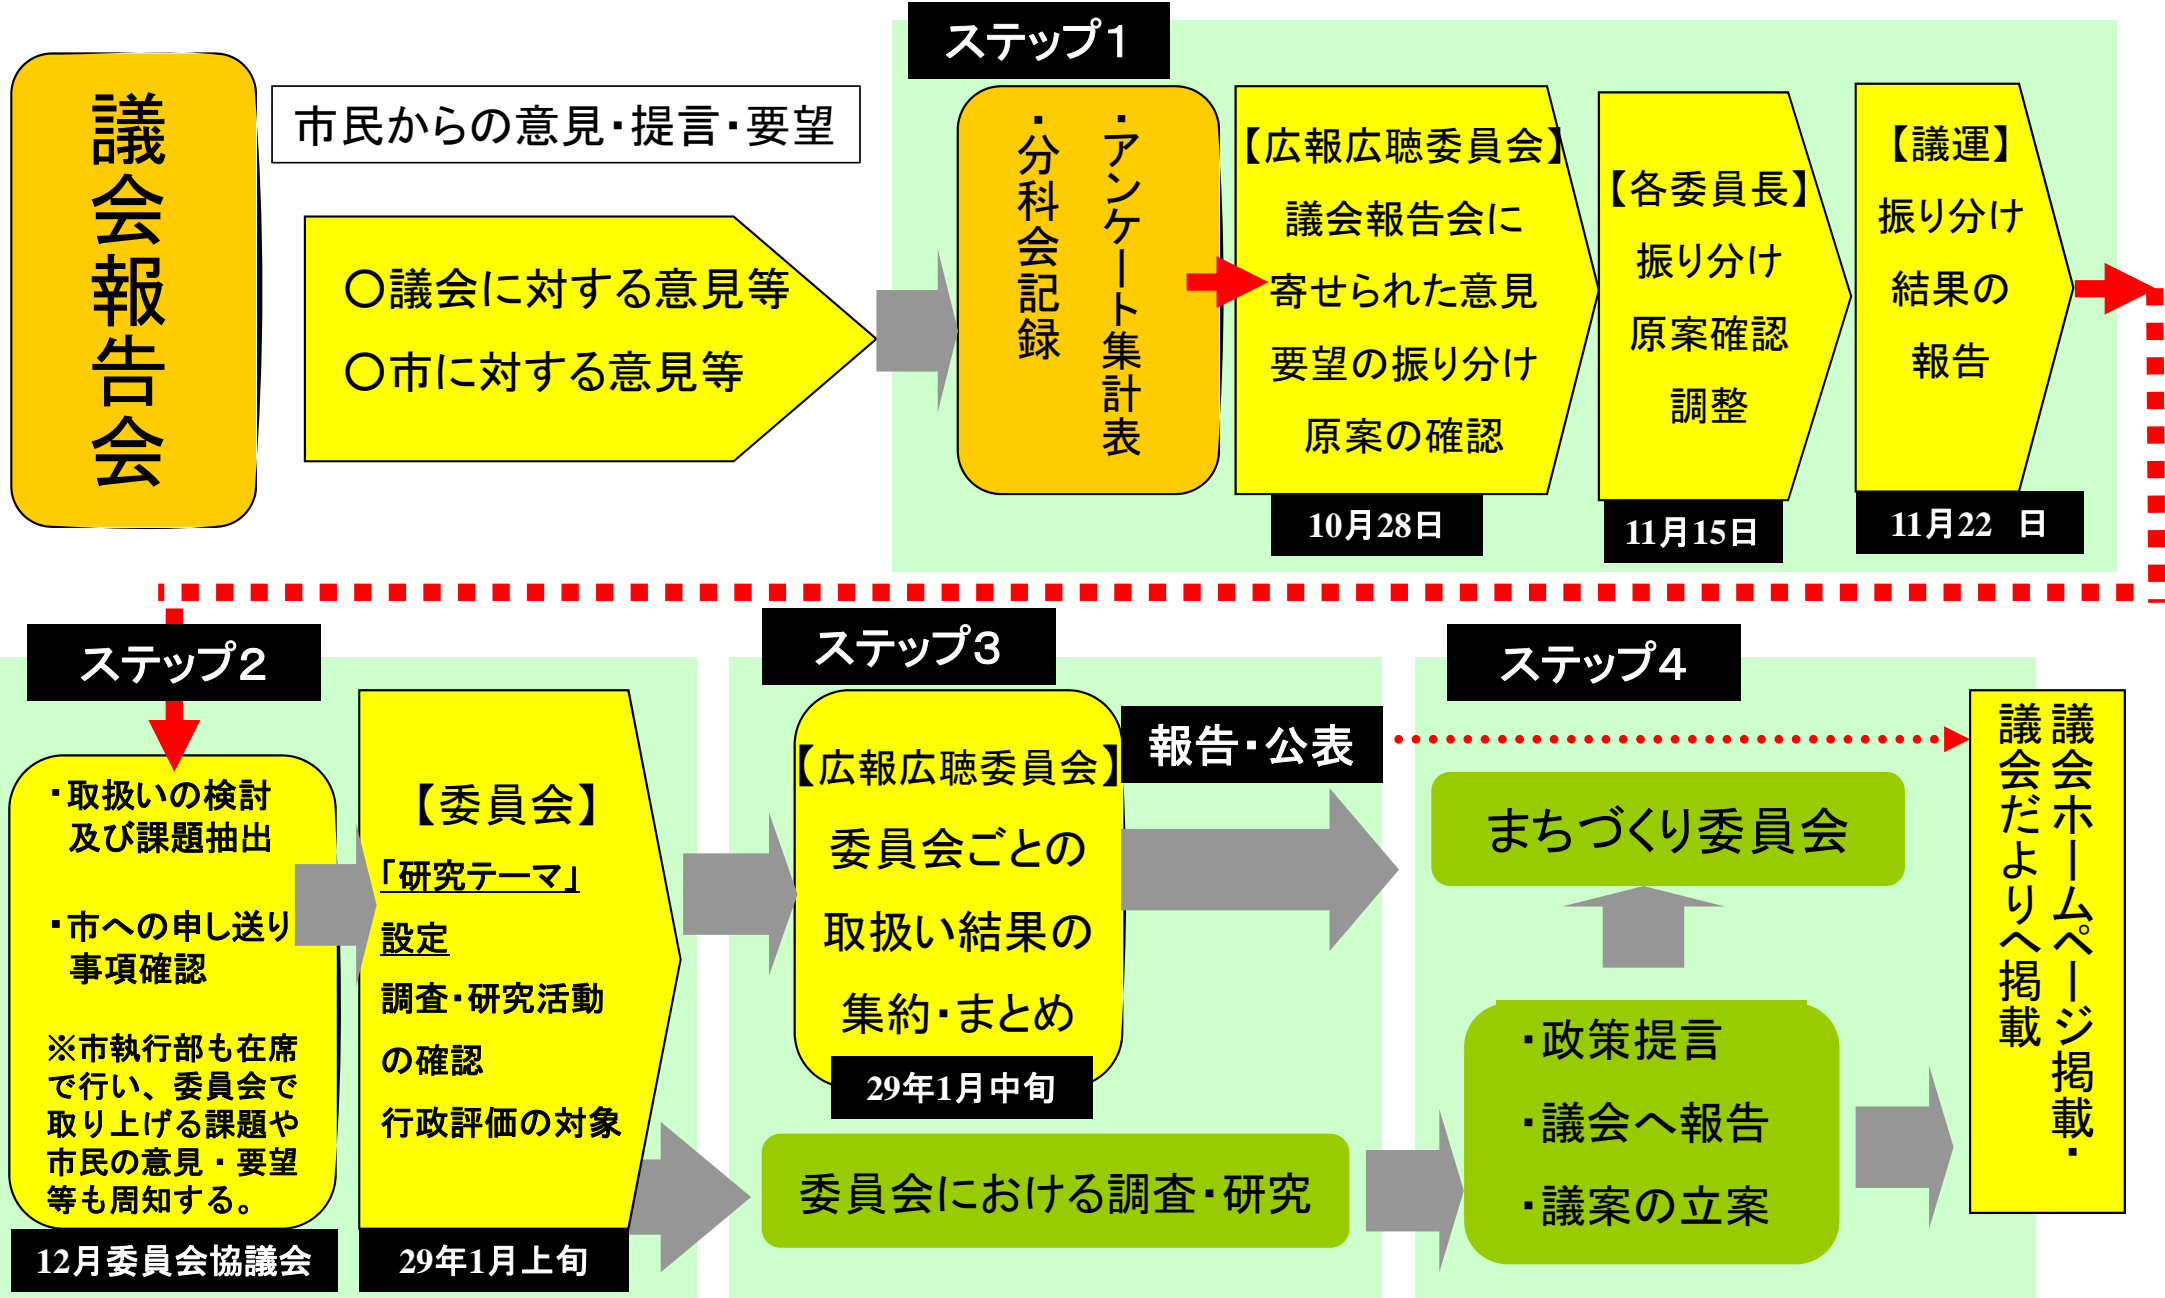 議会報告会
市民からの意見・提言・要望
○議会に対する意見等
○市に対する意見等
ステップ1
・アンケート集計表
・分科会記録
【広報広聴委員会】
議会報告会に
寄せられた意見
要望の振り分け
原案の確認
10月28日
【各委員長】
振り分け
原案確認
調整
11月15日
【議運】
振り分け
結果の
報告
11月22 日
ステップ2
・取扱いの検討
及び課題抽出
・市への申し送り
事項確認
※市執行部も在席
で行い、委員会で
取り上げる課題や
市民の意見・要望
等も周知する。
12月委員会協議会
【委員会】
「研究テーマ」
設定
調査・研究活動
の確認
行政評価の対象
29年1月上旬
ステップ3
【広報広聴委員会】
委員会ごとの
取扱い結果の
集約・まとめ
29年1月中旬
報告・公表
委員会における調査・研究
ステップ4
まちづくり委員会
・政策提言
・議会へ報告
・議案の立案
議会ホームページ掲載・
議会だよりへ掲載